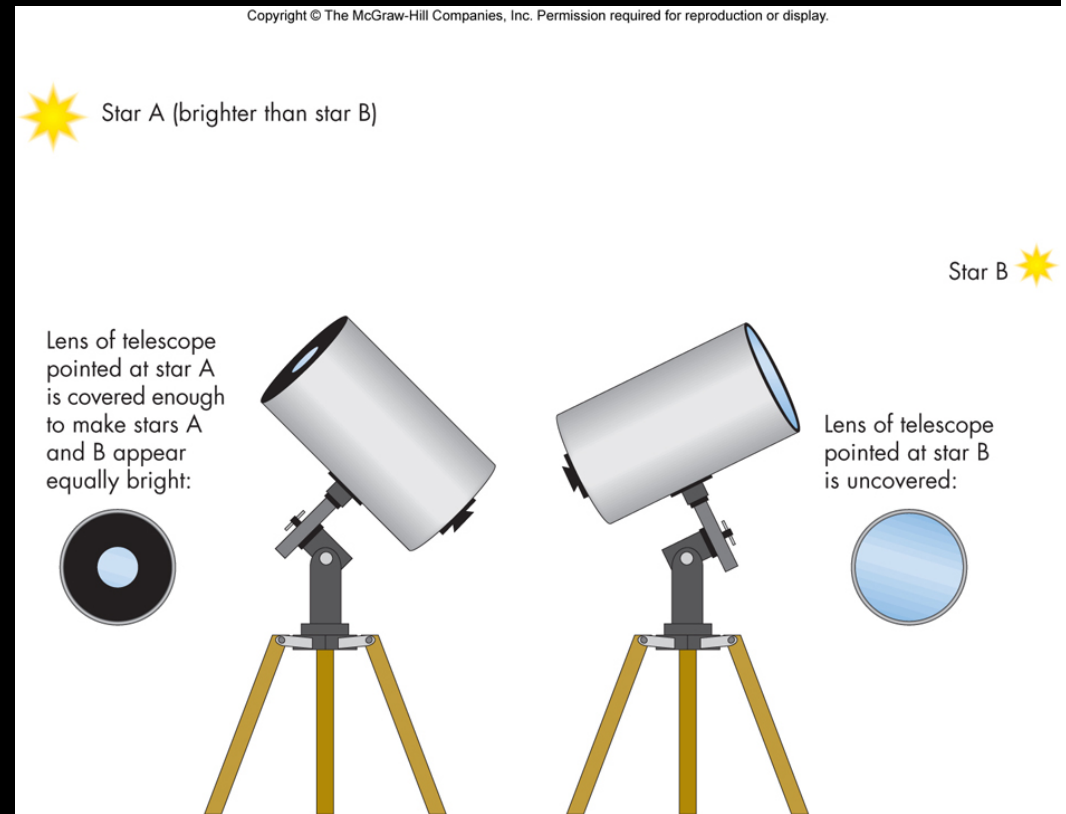 Copyright © The McGraw-Hill Companies, Inc. Permission required for reproduction or display.
Star A (brighter than star B)
Star B
Lens of telescope
pointed at star A
is covered enough
to make stars A
and B appear
equally bright:
Lens of telescope
pointed at star B
is uncovered: